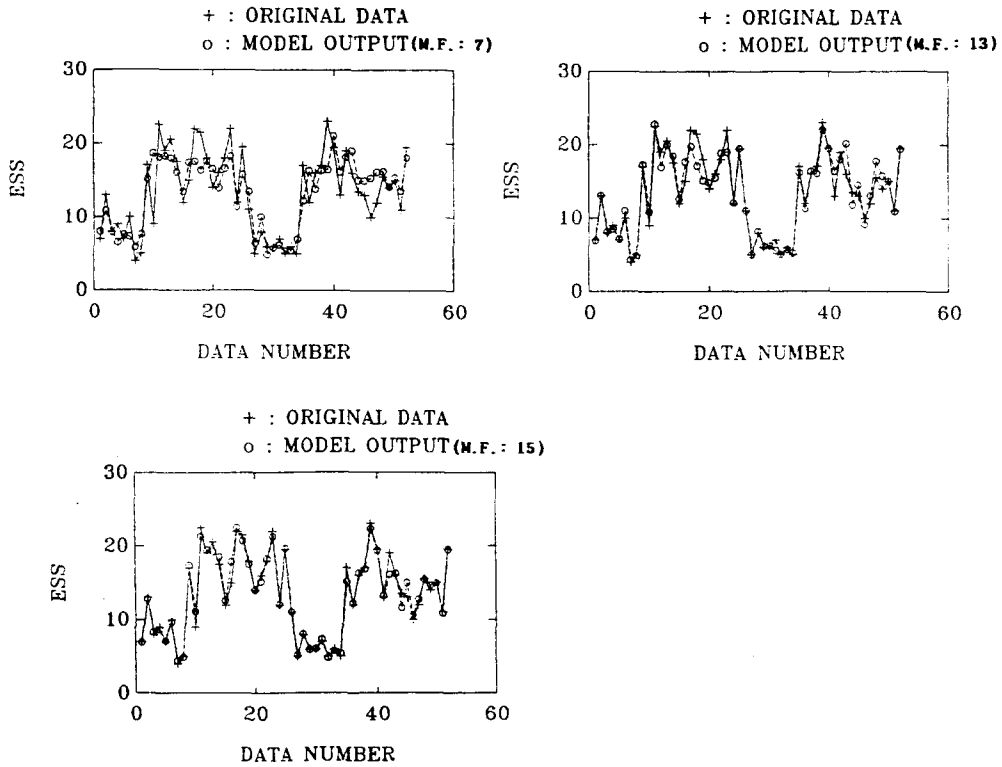 + : ORIGINAL DATA
o : MODEL OUTPUT(M.F.: 7)
30
20
10
0
ESS
0 20 40 60
DATA NUMBER
+ : ORIGINAL DATA
o : MODEL OUTPUT(M.F.: 13)
30
20
10
0
ESS
0 20 40 60
DATA NUMBER
+ : ORIGINAL DATA
o : MODEL OUTPUT(M.F.: 15)
30
20
10
0
ESS
0 20 40 60
DATA NUMBER